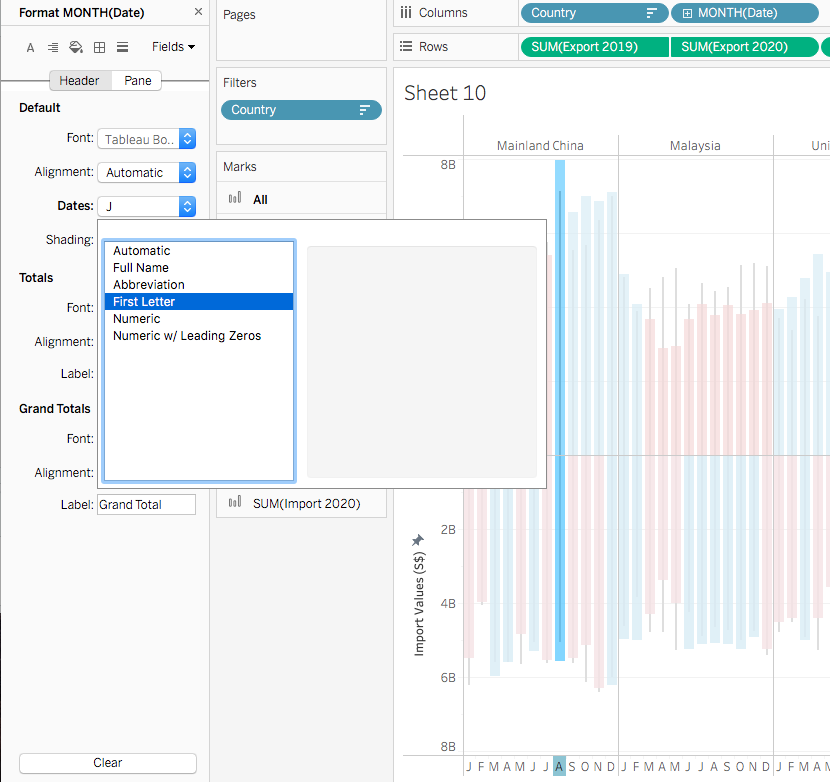 Format MONTH(Date) ×
A Fields
Header Pane
Default
Font: Tableau Bo..
Alignment: Automatic
Dates: J
Shading:
Automatic
Full Name
Abbreviation
First Letter
Numeric
Numeric w/ Leading Zeros
Totals
Font:
Alignment:
Label:
Grand Totals
Font:
Alignment:
Label: Grand Total
Clear
Pages
Filters
Country
Marks
All
SUM(Import 2020)
Columns Country MONTH(Date)
Rows SUM(Export 2019) SUM(Export 2020)
Sheet 10
Mainland China Malaysia Uni
8B
2B
4B
6B
8B
Import Values (S$)
J F M A M J J A S O N D J F M A M J J A S O N D J F M A M